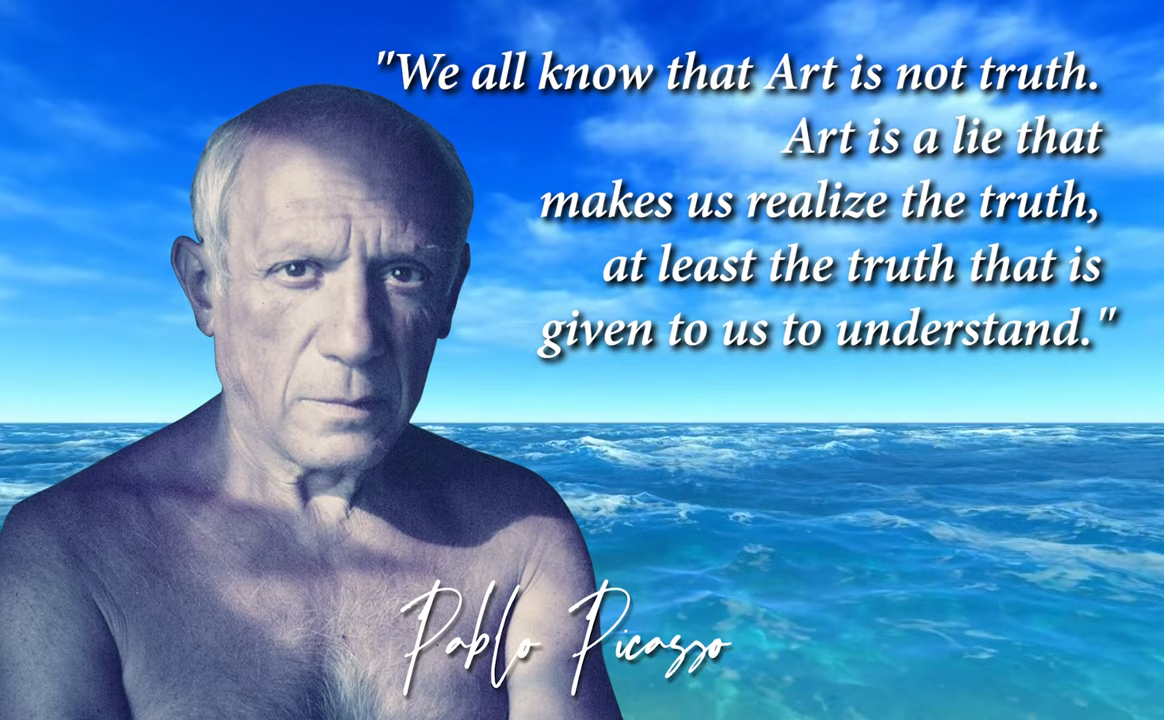 "We all know that Art is not truth.
Art is a lie that
makes us realize the truth,
at least the truth that is
given to us to understand."
Pablo Picasso